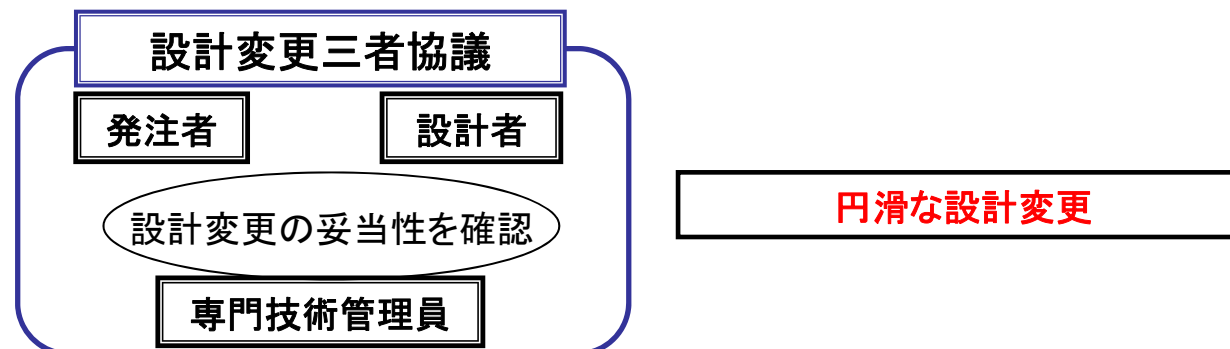 設計変更三者協議
発注者
設計者
設計変更の妥当性を確認
専門技術管理員
円滑な設計変更